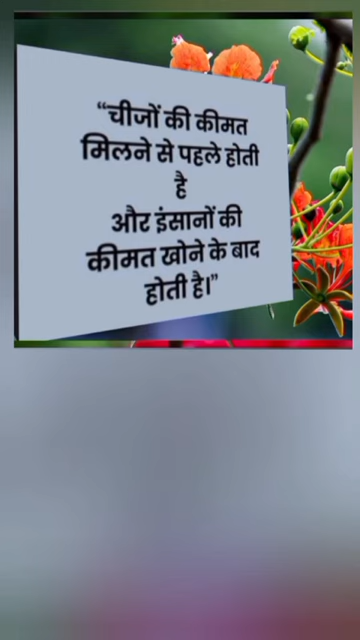 “चीजों की कीमत
मिलने से पहले होती
है
और इंसानों की
कीमत खोने के बाद
होती है।”